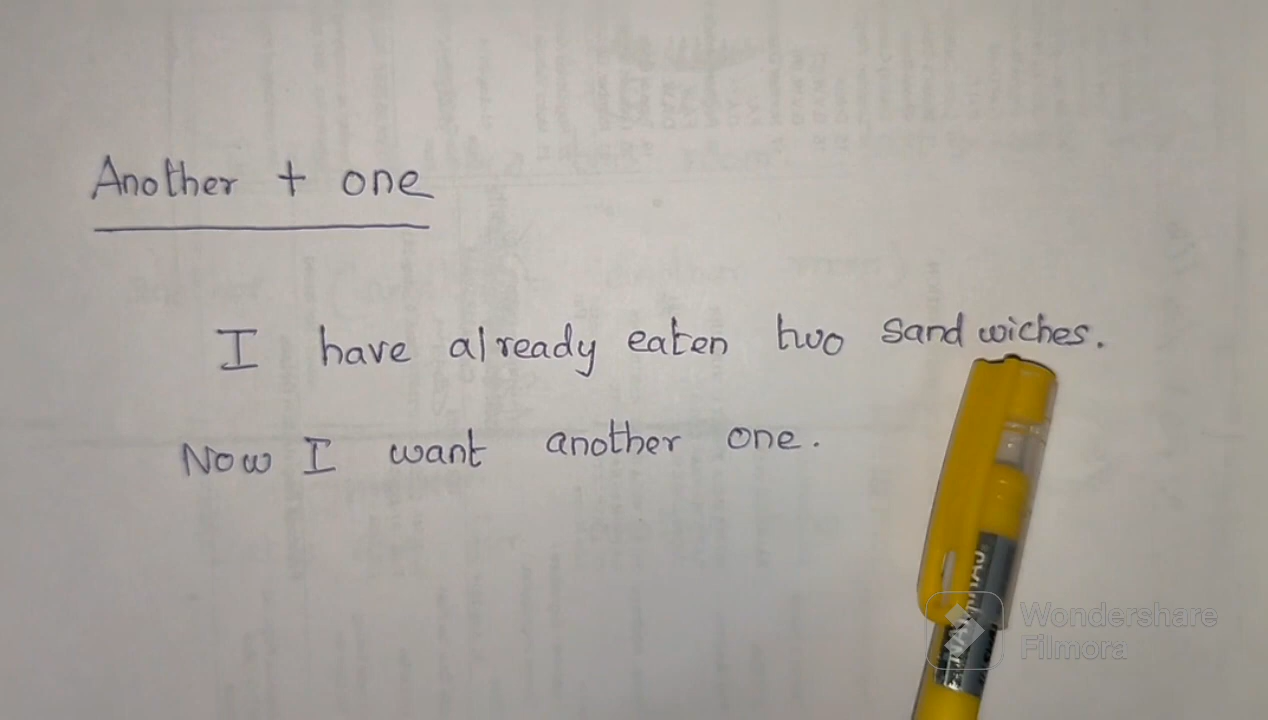 Another + one
I have already eaten two sandwiches.
Now I want another one.
Wondershare
Filmora